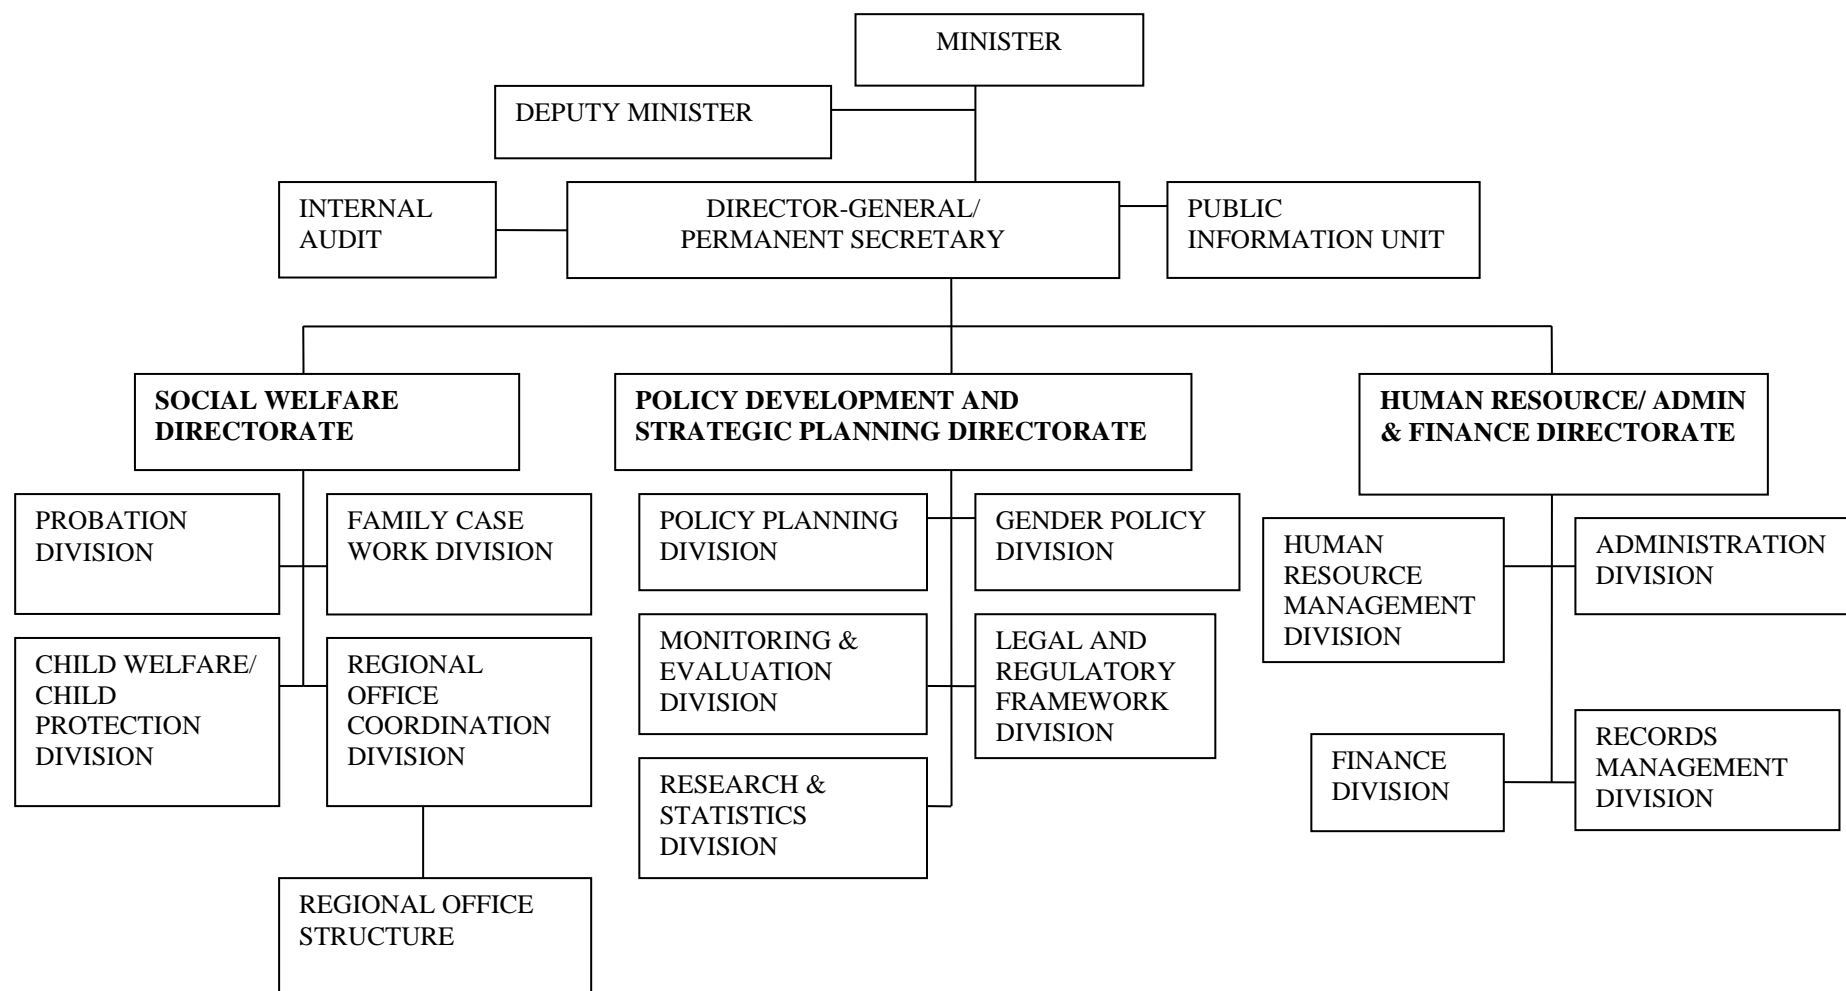 MINISTER
DEPUTY MINISTER
INTERNAL
AUDIT
DIRECTOR-GENERAL/
PERMANENT SECRETARY
PUBLIC
INFORMATION UNIT
SOCIAL WELFARE
DIRECTORATE
POLICY DEVELOPMENT AND
STRATEGIC PLANNING DIRECTORATE
HUMAN RESOURCE/ ADMIN
& FINANCE DIRECTORATE
PROBATION
DIVISION
FAMILY CASE
WORK DIVISION
CHILD WELFARE/
CHILD
PROTECTION
DIVISION
REGIONAL
OFFICE
COORDINATION
DIVISION
REGIONAL OFFICE
STRUCTURE
POLICY PLANNING
DIVISION
GENDER POLICY
DIVISION
MONITORING &
EVALUATION
DIVISION
LEGAL AND
REGULATORY
FRAMEWORK
DIVISION
RESEARCH &
STATISTICS
DIVISION
HUMAN
RESOURCE
MANAGEMENT
DIVISION
ADMINISTRATION
DIVISION
FINANCE
DIVISION
RECORDS
MANAGEMENT
DIVISION